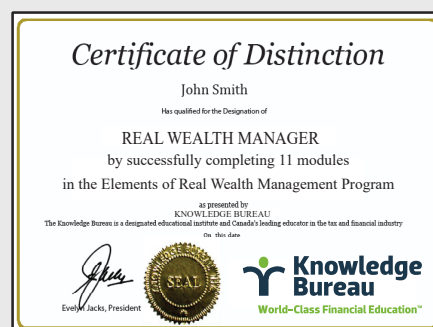 Certificate of Distinction
John Smith
Has qualified for the Designation of
REAL WEALTH MANAGER
by successfully completing 11 modules
in the Elements of Real Wealth Management Program
as presented by
KNOWLEDGE BUREAU
The Knowledge Bureau is a designated educational institute and Canada's leading educator in the tax and financial industry
On this date
SEAL
Evelyn Jacks, President
Knowledge
Bureau
World-Class Financial Education™